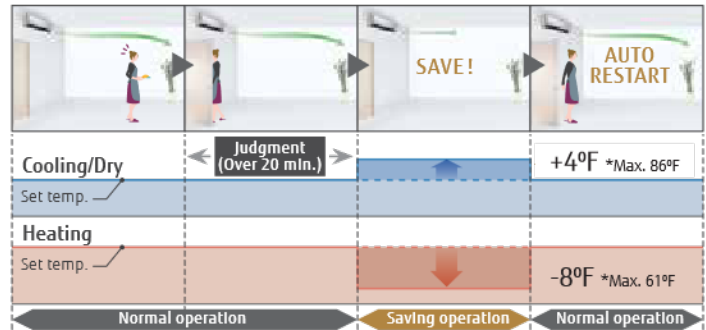 SAVE!
AUTO
RESTART
Judgment
(Over 20 min.)
Cooling/Dry
+4ºF *Max. 86ºF
Set temp.
Heating
Set temp.
-8ºF *Max. 61ºF
Normal operation
Saving operation
Normal operation